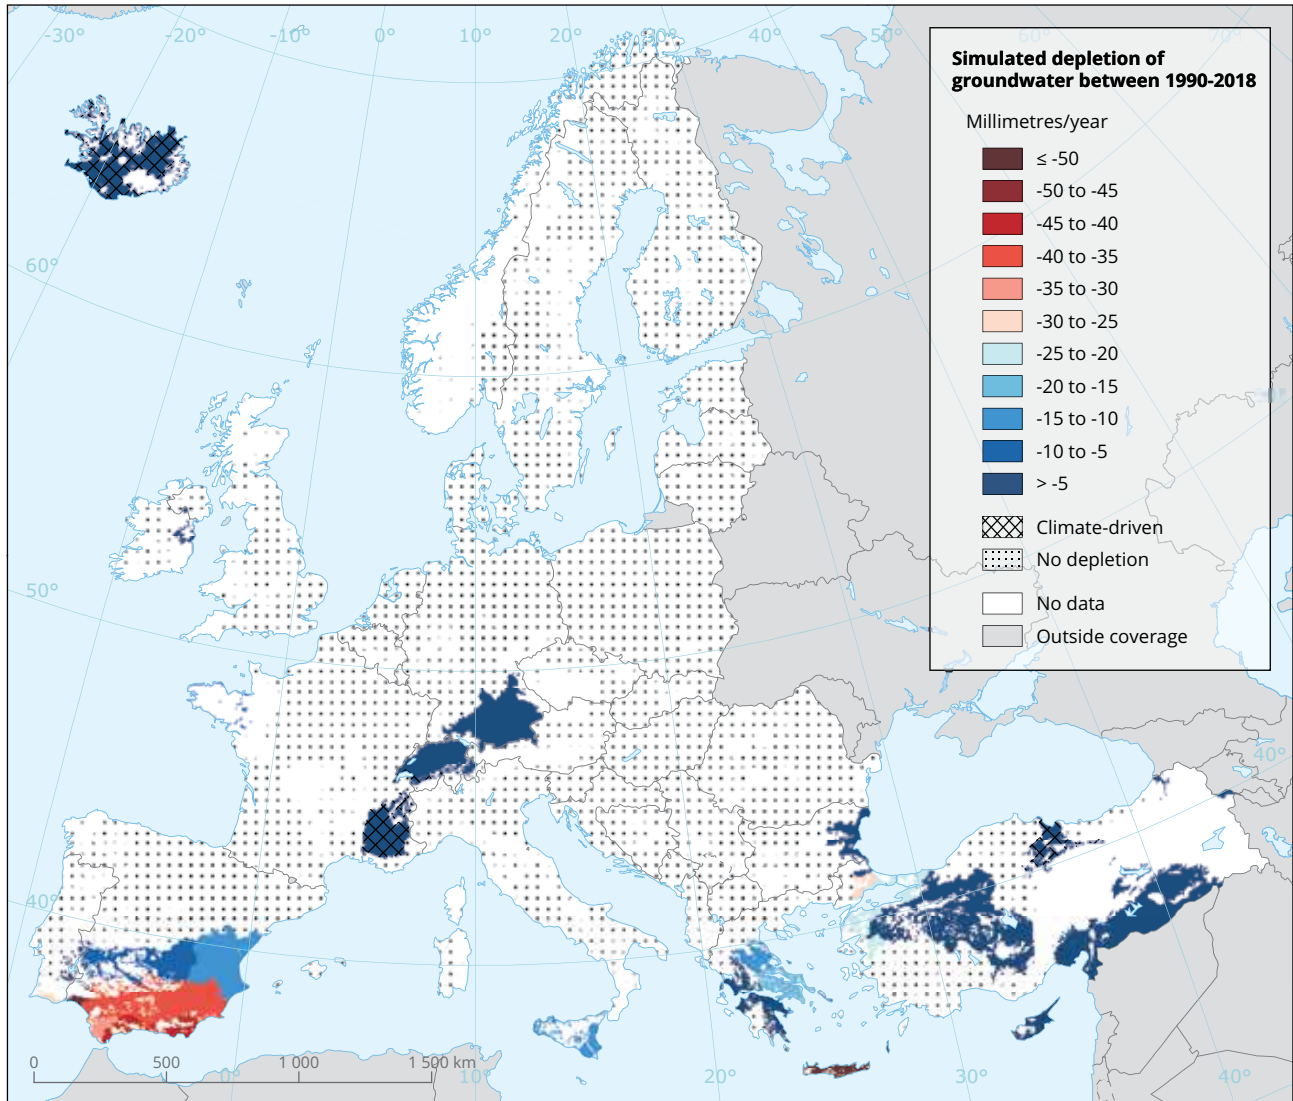 -30°
-20°
-10°
0°
10°
20°
30°
40°
50°
60°
70°
Simulated depletion of
groundwater between 1990-2018
Millimetres/year
≤ -50
-50 to -45
-45 to -40
-40 to -35
-35 to -30
-30 to -25
-25 to -20
-20 to -15
-15 to -10
-10 to -5
> -5
Climate-driven
No depletion
No data
Outside coverage
60°
50°
40°
40°
0
500
1 000
1 500 km
0°
10°
20°
30°
40°